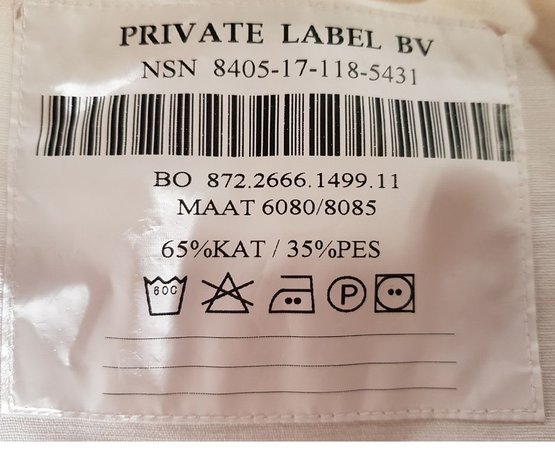 PRIVATE LABEL BV
NSN 8405-17-118-5431
BO 872.2666.1499.11
MAAT 6080/8085
65%KAT / 35%PES
60C P